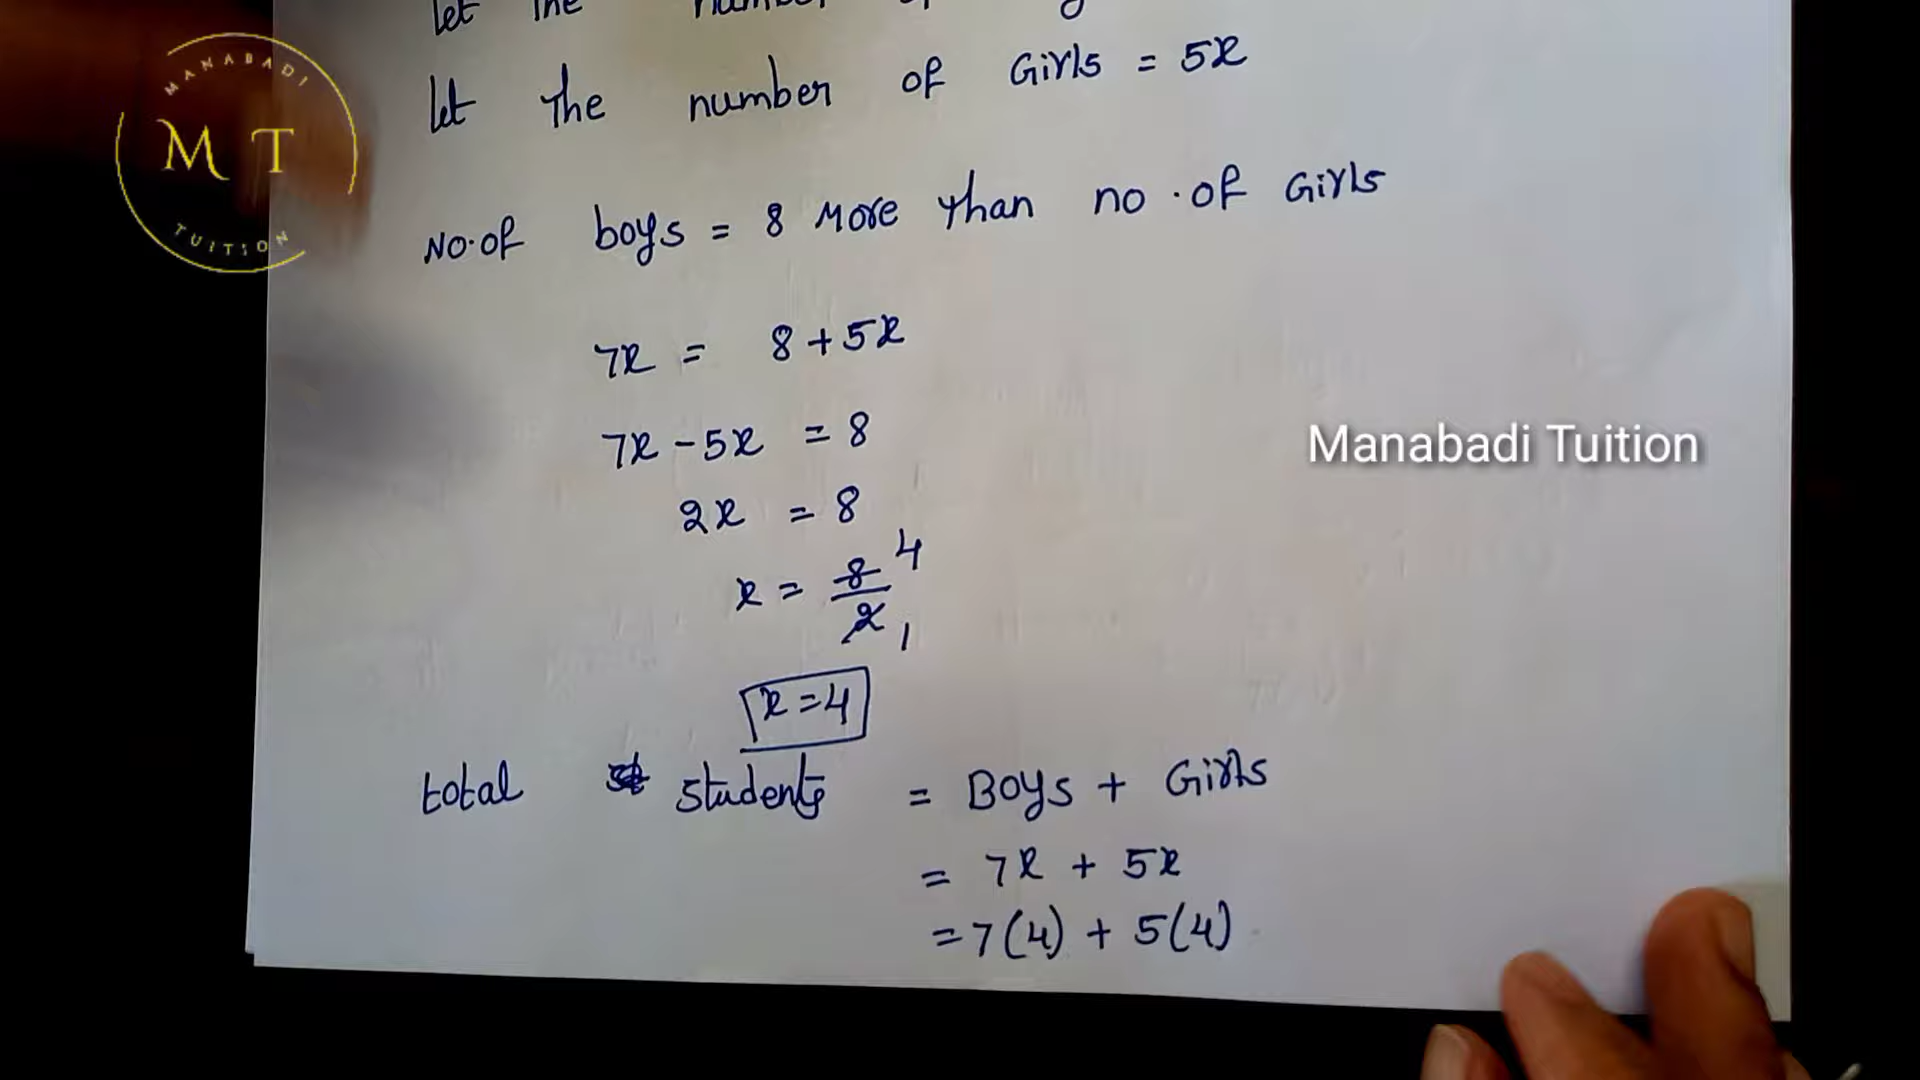 let the
let the number of Girls = 5x
No.of boys = 8 more than no.of Girls
7x = 8+5x
7x-5x = 8
2x = 8
x = 8/2 4 1
x=4
total students = Boys + Girls
= 7x + 5x
=7(4) + 5(4)
MANABADI
MT
TUITION
Manabadi Tuition